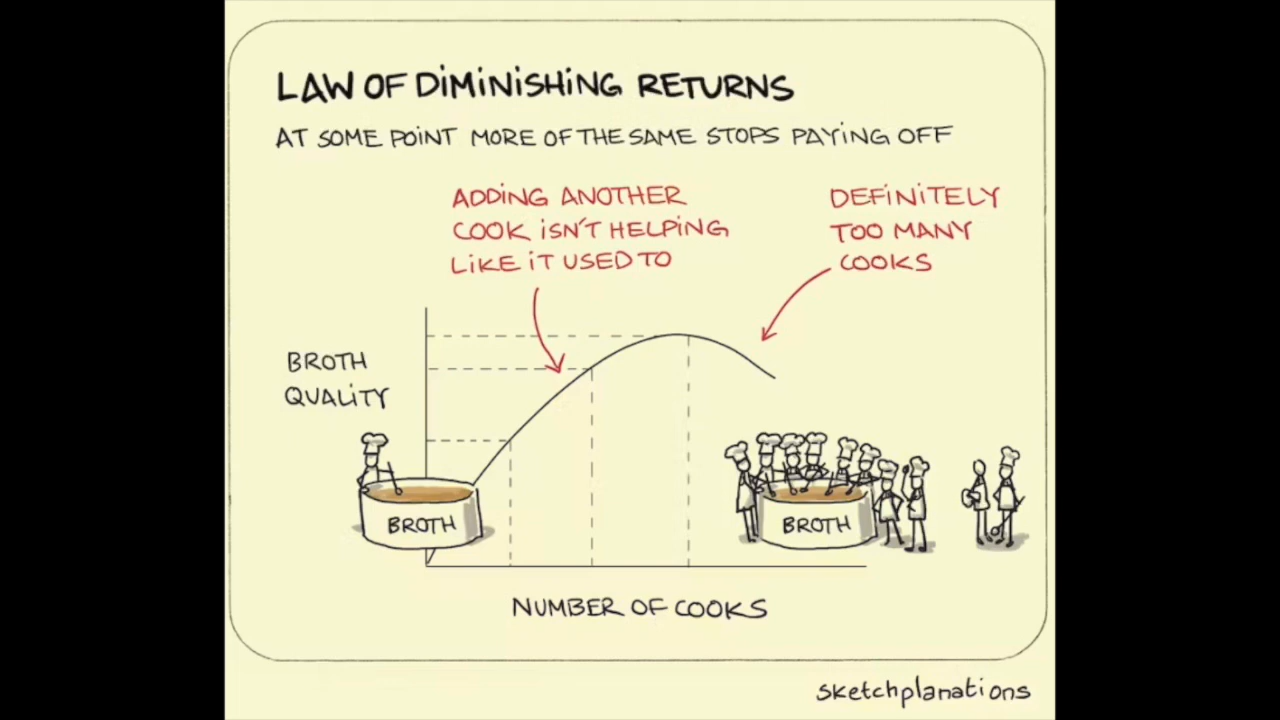 LAW OF DIMINISHING RETURNS
AT SOME POINT MORE OF THE SAME STOPS PAYING OFF
ADDING ANOTHER
COOK ISN'T HELPING
LIKE IT USED TO
DEFINITELY
TOO MANY
COOKS
BROTH
QUALITY
BROTH
BROTH
NUMBER OF COOKS
sketchplanations